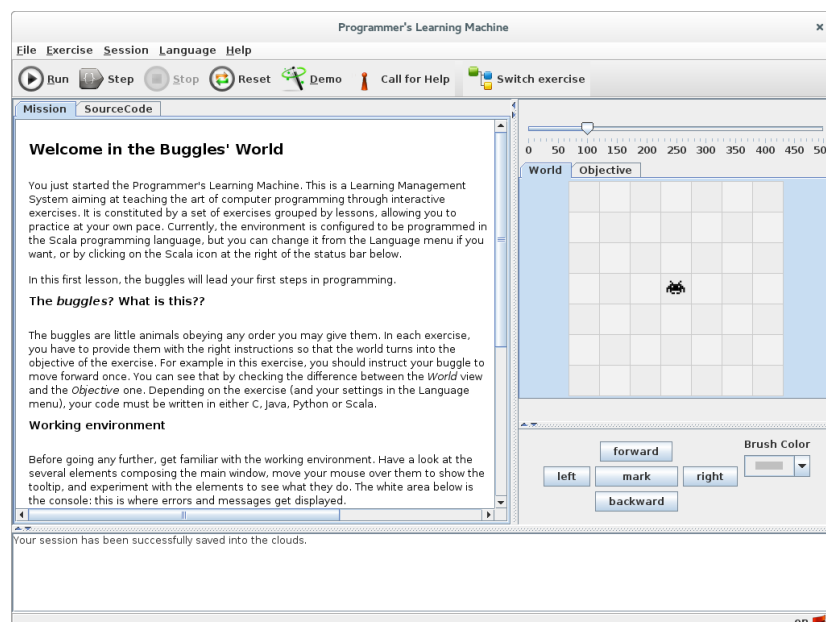 Programmer's Learning Machine
File Exercise Session Language Help
Run Step Stop Reset Demo Call for Help Switch exercise
Mission SourceCode
Welcome in the Buggles' World
You just started the Programmer's Learning Machine. This is a Learning Management
System aiming at teaching the art of computer programming through interactive
exercises. It is constituted by a set of exercises grouped by lessons, allowing you to
practice at your own pace. Currently, the environment is configured to be programmed in
the Scala programming language, but you can change it from the Language menu if you
want, or by clicking on the Scala icon at the right of the status bar below.
In this first lesson, the buggles will lead your first steps in programming.
The buggles? What is this??
The buggles are little animals obeying any order you may give them. In each exercise,
you have to provide them with the right instructions so that the world turns into the
objective of the exercise. For example in this exercise, you should instruct your buggle to
move forward once. You can see that by checking the difference between the World view
and the Objective one. Depending on the exercise (and your settings in the Language
menu), your code must be written in either C, Java, Python or Scala.
Working environment
Before going any further, get familiar with the working environment. Have a look at the
several elements composing the main window, move your mouse over them to show the
tooltip, and experiment with the elements to see what they do. The white area below is
the console: this is where errors and messages get displayed.
0 50 100 150 200 250 300 350 400 450 50
World Objective
forward
left mark right
backward
Brush Color
Your session has been successfully saved into the clouds.